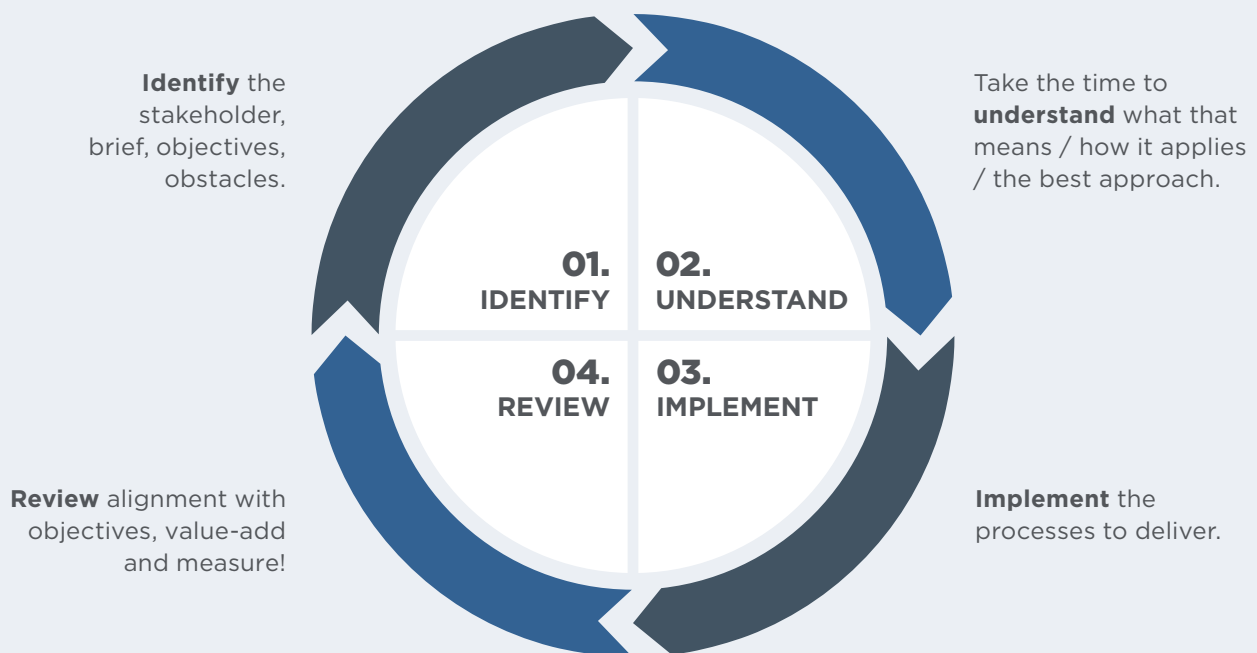 Identify the
stakeholder,
brief, objectives,
obstacles.
Take the time to
understand what that
means / how it applies
/ the best approach.
01.
IDENTIFY
02.
UNDERSTAND
04.
REVIEW
03.
IMPLEMENT
Review alignment with
objectives, value-add
and measure!
Implement the
processes to deliver.